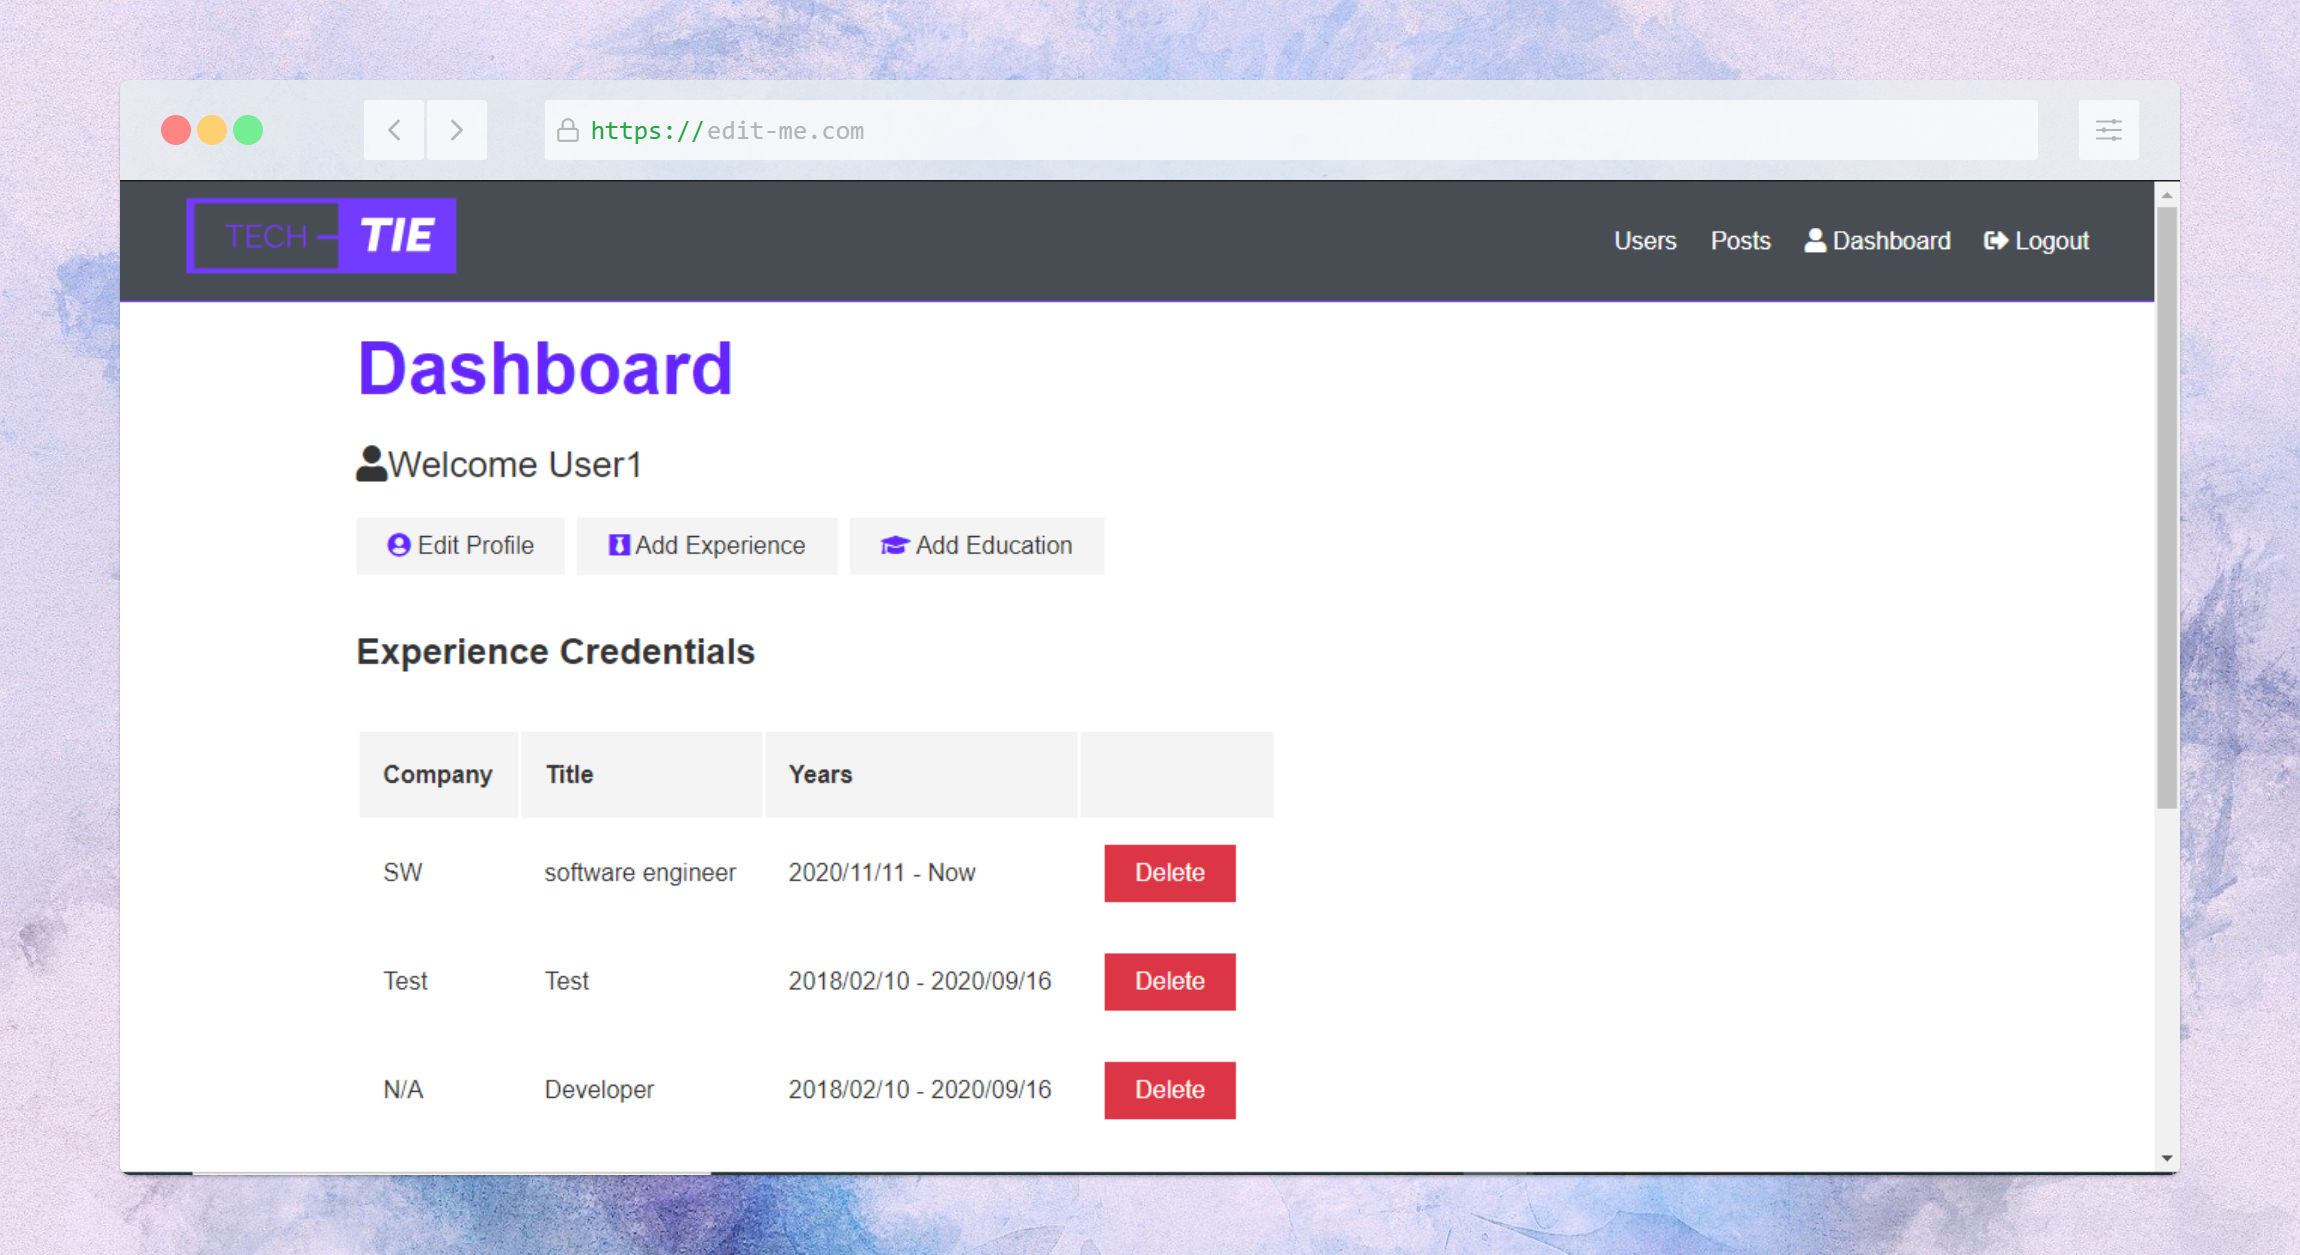 https://edit-me.com
TECH TIE
Users Posts Dashboard Logout
Dashboard
Welcome User1
Edit Profile Add Experience Add Education
Experience Credentials
Company Title Years
SW software engineer 2020/11/11 - Now Delete
Test Test 2018/02/10 - 2020/09/16 Delete
N/A Developer 2018/02/10 - 2020/09/16 Delete